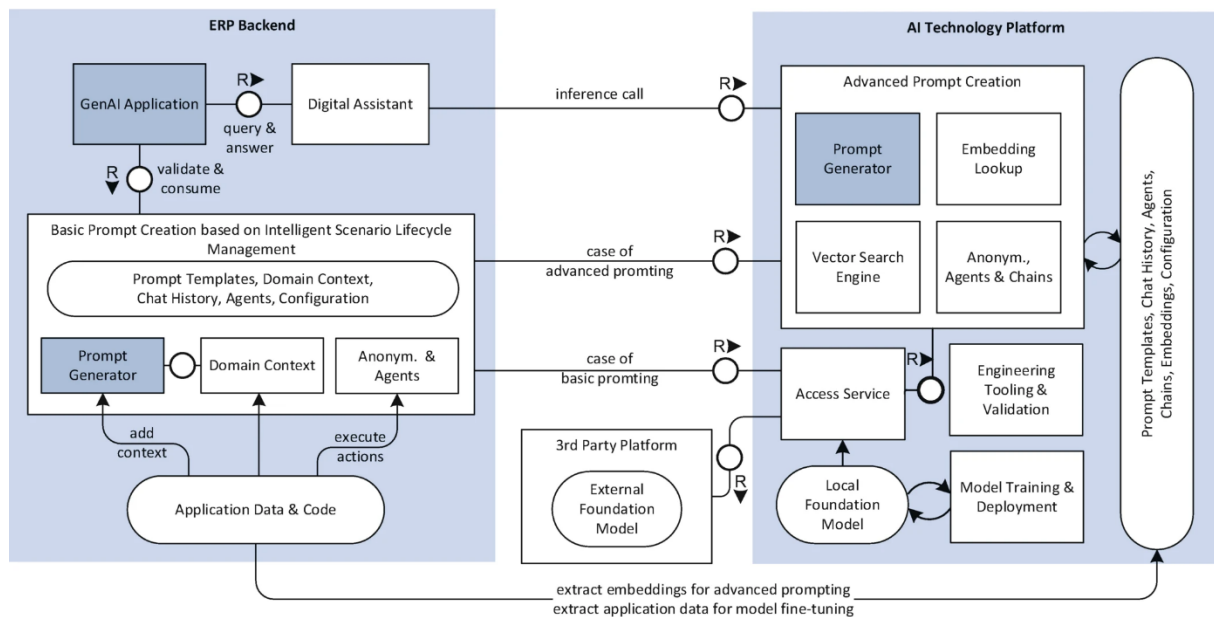 ERP Backend
GenAI Application
R
query &
answer
Digital Assistant
R
validate &
consume
Basic Prompt Creation based on Intelligent Scenario Lifecycle
Management
Prompt Templates, Domain Context,
Chat History, Agents, Configuration
Prompt
Generator
Domain Context
Anonym. &
Agents
add
context
execute
actions
Application Data & Code
inference call
R
case of
advanced promting
R
case of
basic promting
R
3rd Party Platform
External
Foundation
Model
R
AI Technology Platform
Advanced Prompt Creation
Prompt
Generator
Embedding
Lookup
Vector Search
Engine
Anonym.,
Agents & Chains
R
Access Service
Engineering
Tooling &
Validation
Local
Foundation
Model
Model Training &
Deployment
Prompt Templates, Chat History, Agents,
Chains, Embeddings, Configuration
extract embeddings for advanced prompting
extract application data for model fine-tuning